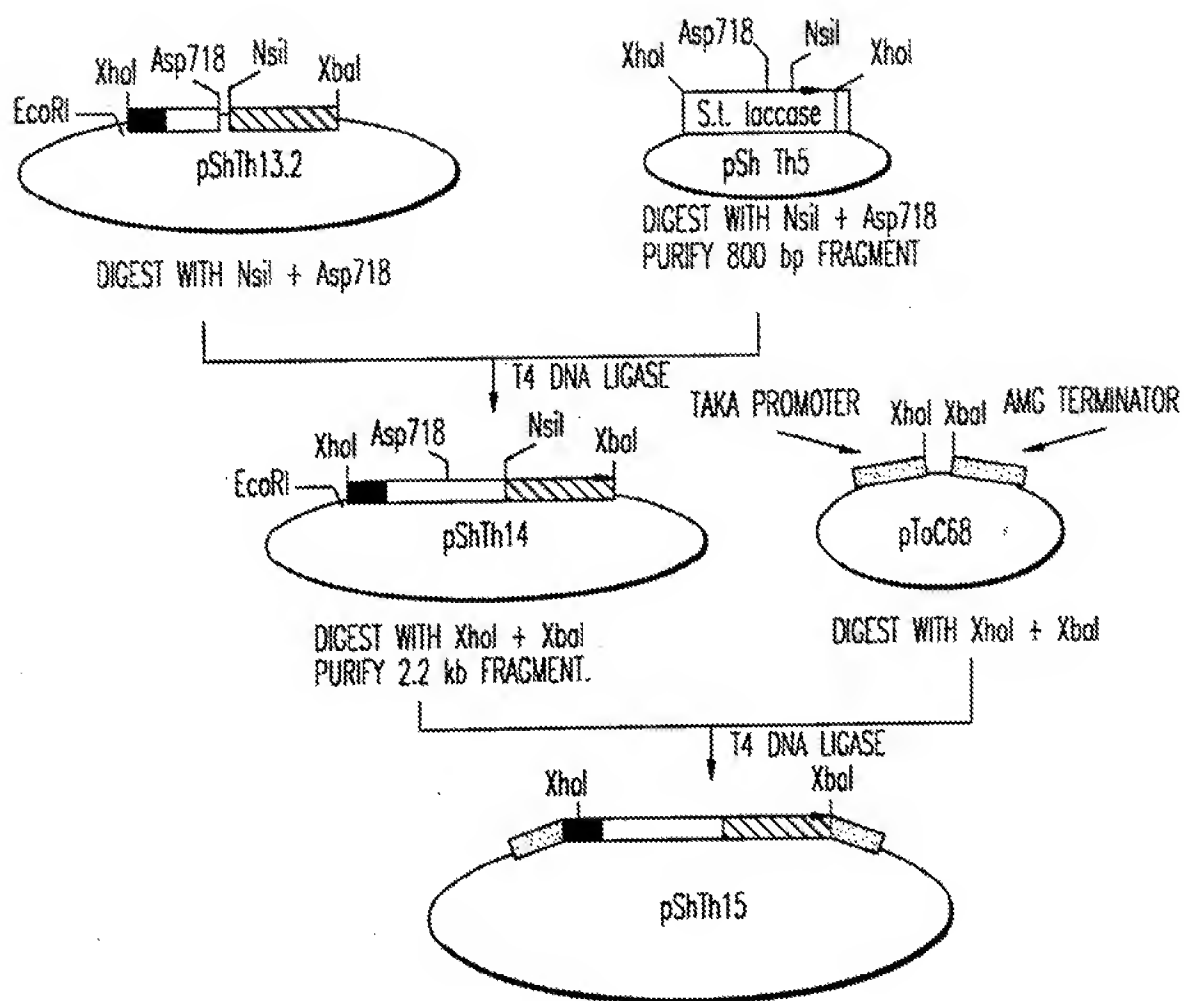 XhoI Asp718 NsiI XbaI
EcoRI
pShTh13.2
DIGEST WITH NsiI + Asp718
XhoI Asp718 NsiI XhoI
S.t. laccase
pSh Th5
DIGEST WITH NsiI + Asp718
PURIFY 800 bp FRAGMENT
T4 DNA LIGASE
XhoI Asp718 NsiI XbaI
EcoRI
pShTh14
DIGEST WITH XhoI + XbaI
PURIFY 2.2 kb FRAGMENT.
TAKA PROMOTER XhoI XbaI AMG TERMINATOR
pToC68
DIGEST WITH XhoI + XbaI
T4 DNA LIGASE
XhoI XbaI
pShTh15